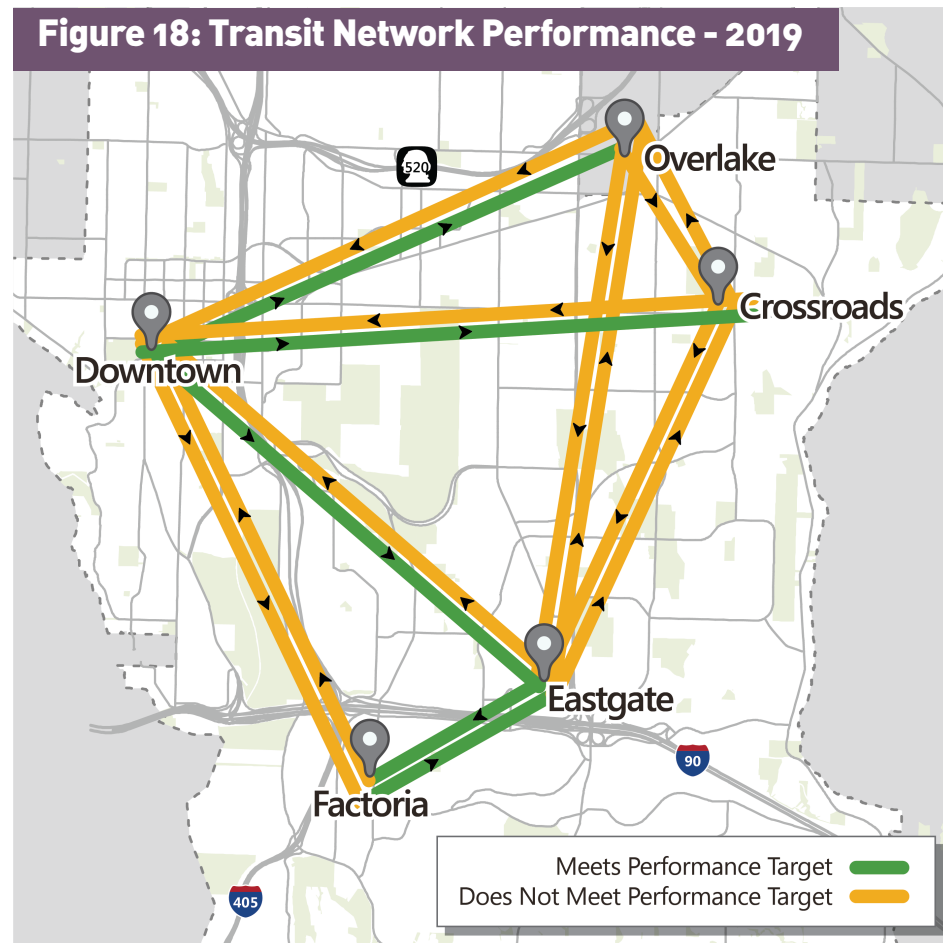 Figure 18: Transit Network Performance - 2019
520
Overlake
Crossroads
Downtown
Eastgate
90
Factoria
Meets Performance Target
Does Not Meet Performance Target
405